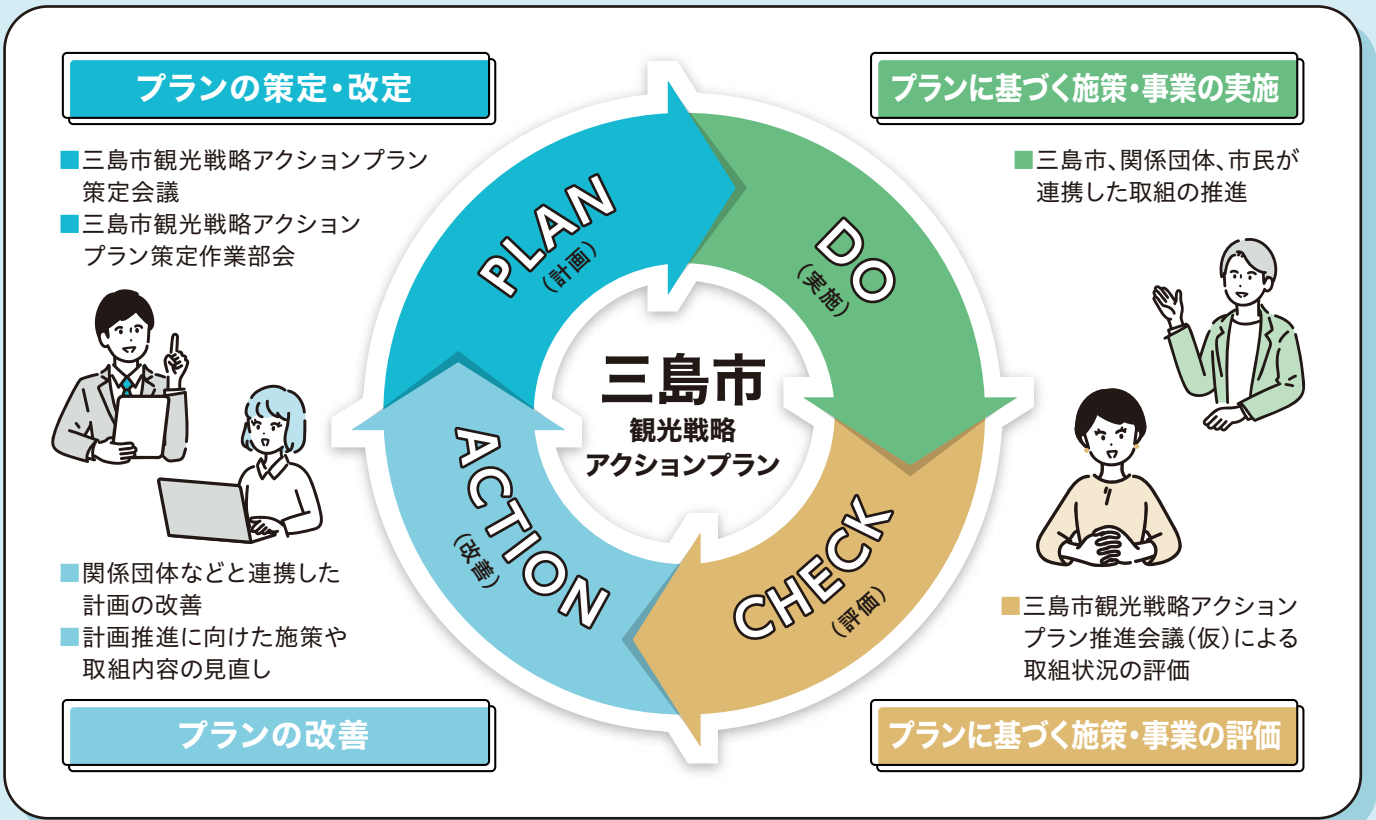 プランの策定・改定
■三島市観光戦略アクションプラン
策定会議
■三島市観光戦略アクション
プラン策定作業部会
プランに基づく施策・事業の実施
■三島市、関係団体、市民が
連携した取組の推進
PLAN
(計画)
DO
(実施)
三島市
観光戦略
アクションプラン
ACTION
(改善)
CHECK
(評価)
■関係団体などと連携した
計画の改善
■計画推進に向けた施策や
取組内容の見直し
プランの改善
■三島市観光戦略アクション
プラン推進会議(仮)による
取組状況の評価
プランに基づく施策・事業の評価